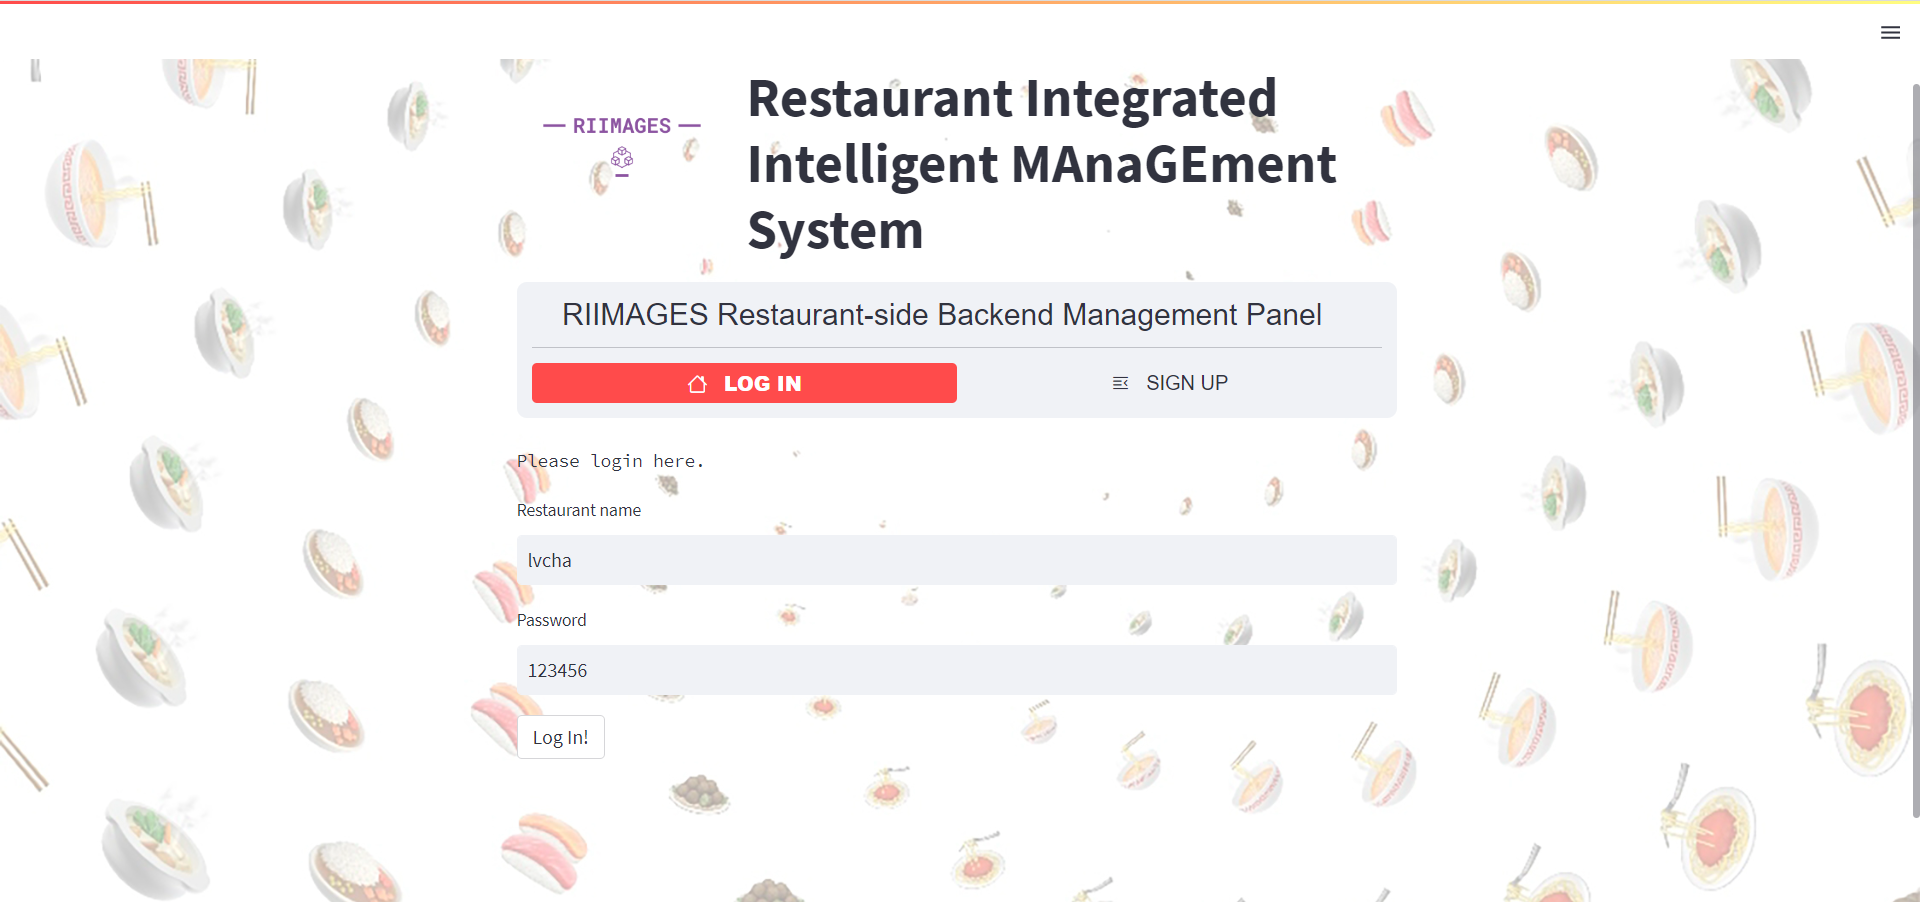 RIIMAGES
Restaurant Integrated
Intelligent MAnaGEment
System
RIIMAGES Restaurant-side Backend Management Panel
LOG IN
SIGN UP
Please login here.
Restaurant name
lvcha
Password
123456
Log In!